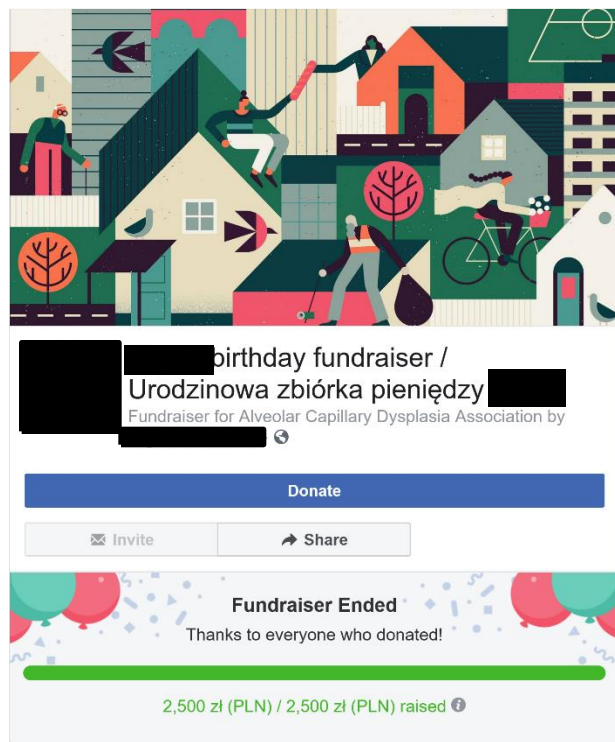 birthday fundraiser /
Urodzinowa zbiórka pieniędzy
Fundraiser for Alveolar Capillary Dysplasia Association by
Donate
Invite Share
Fundraiser Ended
Thanks to everyone who donated!
2,500 zł (PLN) / 2,500 zł (PLN) raised